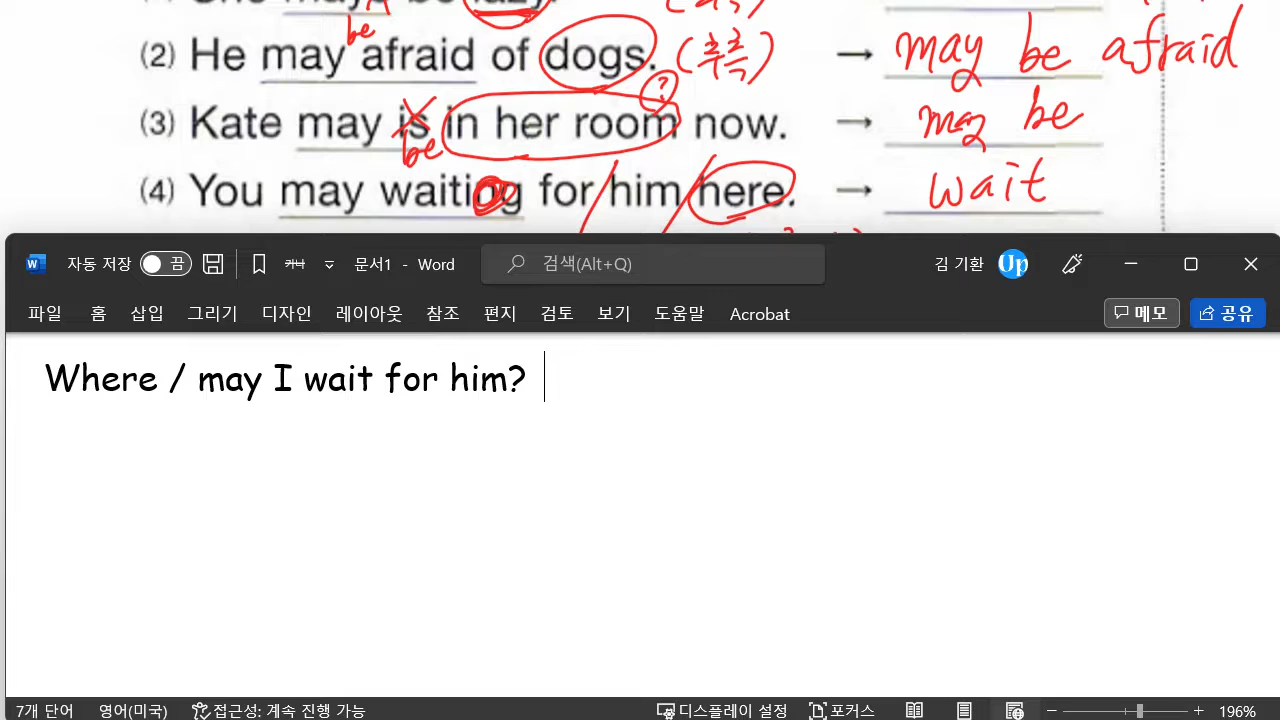 be
(2) He may afraid of dogs. (추측) → may be afraid
(3) Kate may is in her room now. → may be
be
?
(4) You may waiting for him here. → wait
자동 저장 끔 가나 문서1 - Word 검색(Alt+Q) 김 기환 Up
파일 홈 삽입 그리기 디자인 레이아웃 참조 편지 검토 보기 도움말 Acrobat 메모 공유
Where / may I wait for him?
7개 단어 영어(미국) 접근성: 계속 진행 가능 디스플레이 설정 포커스 196%